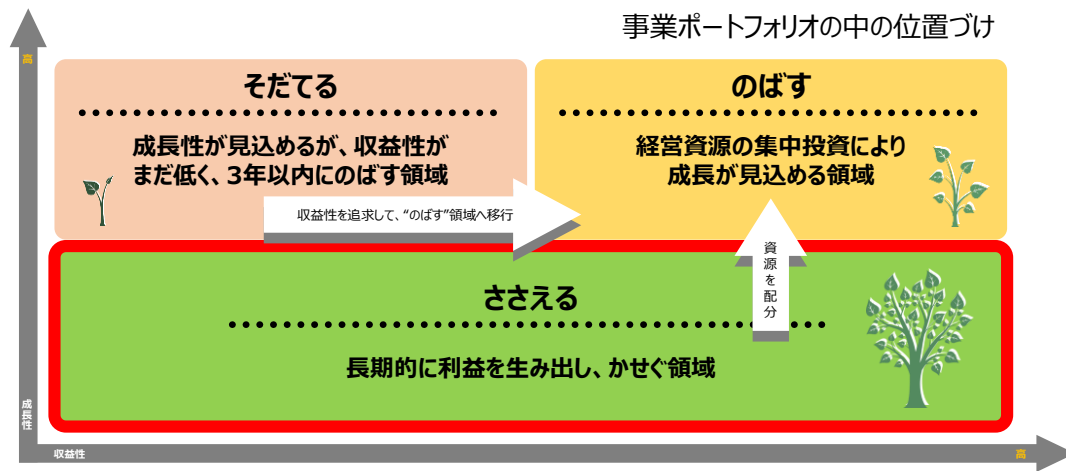 事業ポートフォリオの中の位置づけ
高
そだてる
成長性が見込めるが、収益性が
まだ低く、3年以内にのばす領域
収益性を追求して、“のばす”領域へ移行
のばす
経営資源の集中投資により
成長が見込める領域
資源を配分
ささえる
長期的に利益を生み出し、かせぐ領域
成長性
収益性
高